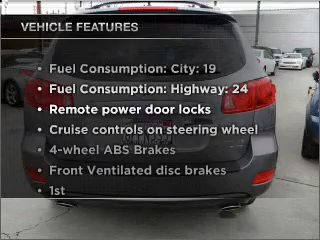 VEHICLE FEATURES
• Fuel Consumption: City: 19
• Fuel Consumption: Highway: 24
• Remote power door locks
• Cruise controls on steering wheel
• 4-wheel ABS Brakes
• Front Ventilated disc brakes
• 1st